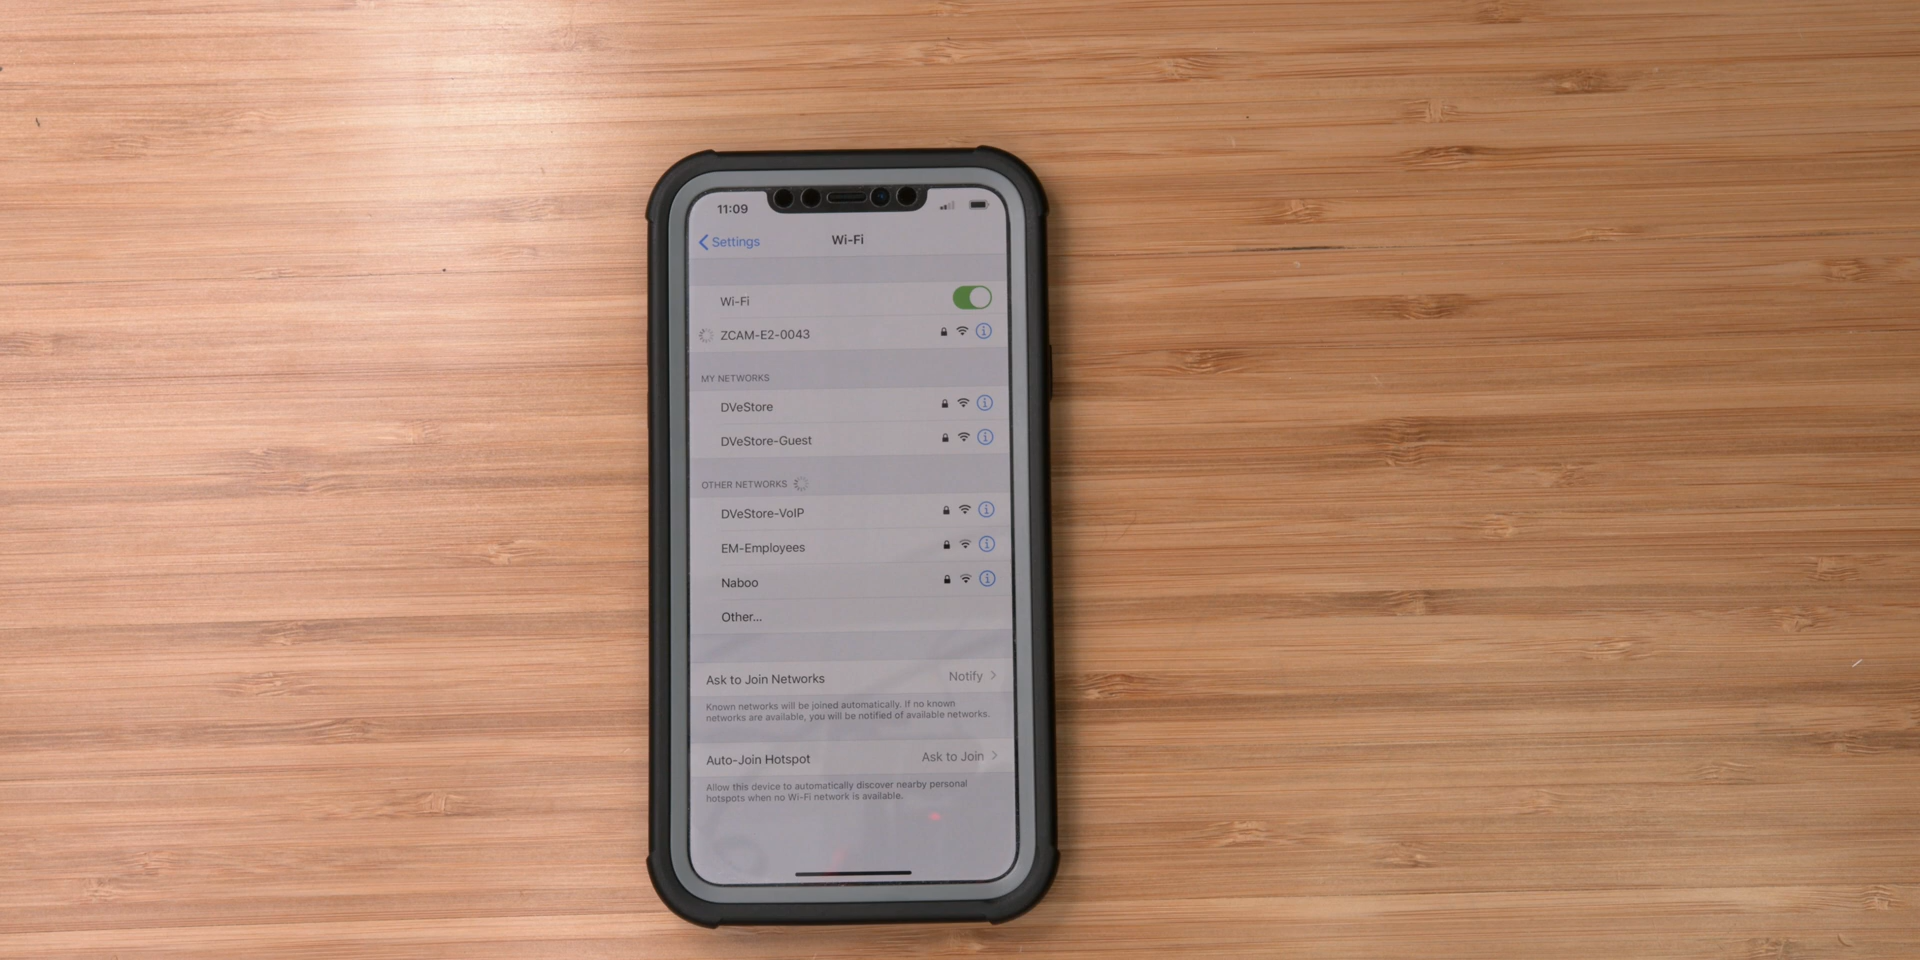 11:09
Settings
Wi-Fi
Wi-Fi
ZCAM-E2-0043
MY NETWORKS
DVeStore
DVeStore-Guest
OTHER NETWORKS
DVeStore-VoIP
EM-Employees
Naboo
Other...
Ask to Join Networks Notify
Known networks will be joined automatically. If no known
networks are available, you will be notified of available networks.
Auto-Join Hotspot Ask to Join
Allow this device to automatically discover nearby personal
hotspots when no Wi-Fi network is available.